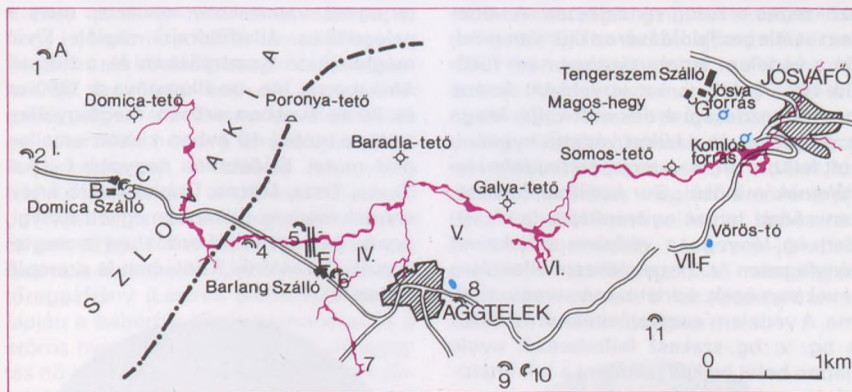 1 A
Domica-tető
Poronya-tető
Tengerszem Szálló
JÓSVAFŐ
Magos-hegy
G
Jósva
forrás
Baradla-tető
Somos-tető
Komlós
forrás
2 I.
B 3 C
Domica Szálló
Galya-tető
Vörös-tó
SZLOVÁKIA
4
5
III
E
IV.
V.
VI.
VII.
F
Barlang Szálló
6
8
AGGTELEK
7
9 10
11
0 1km